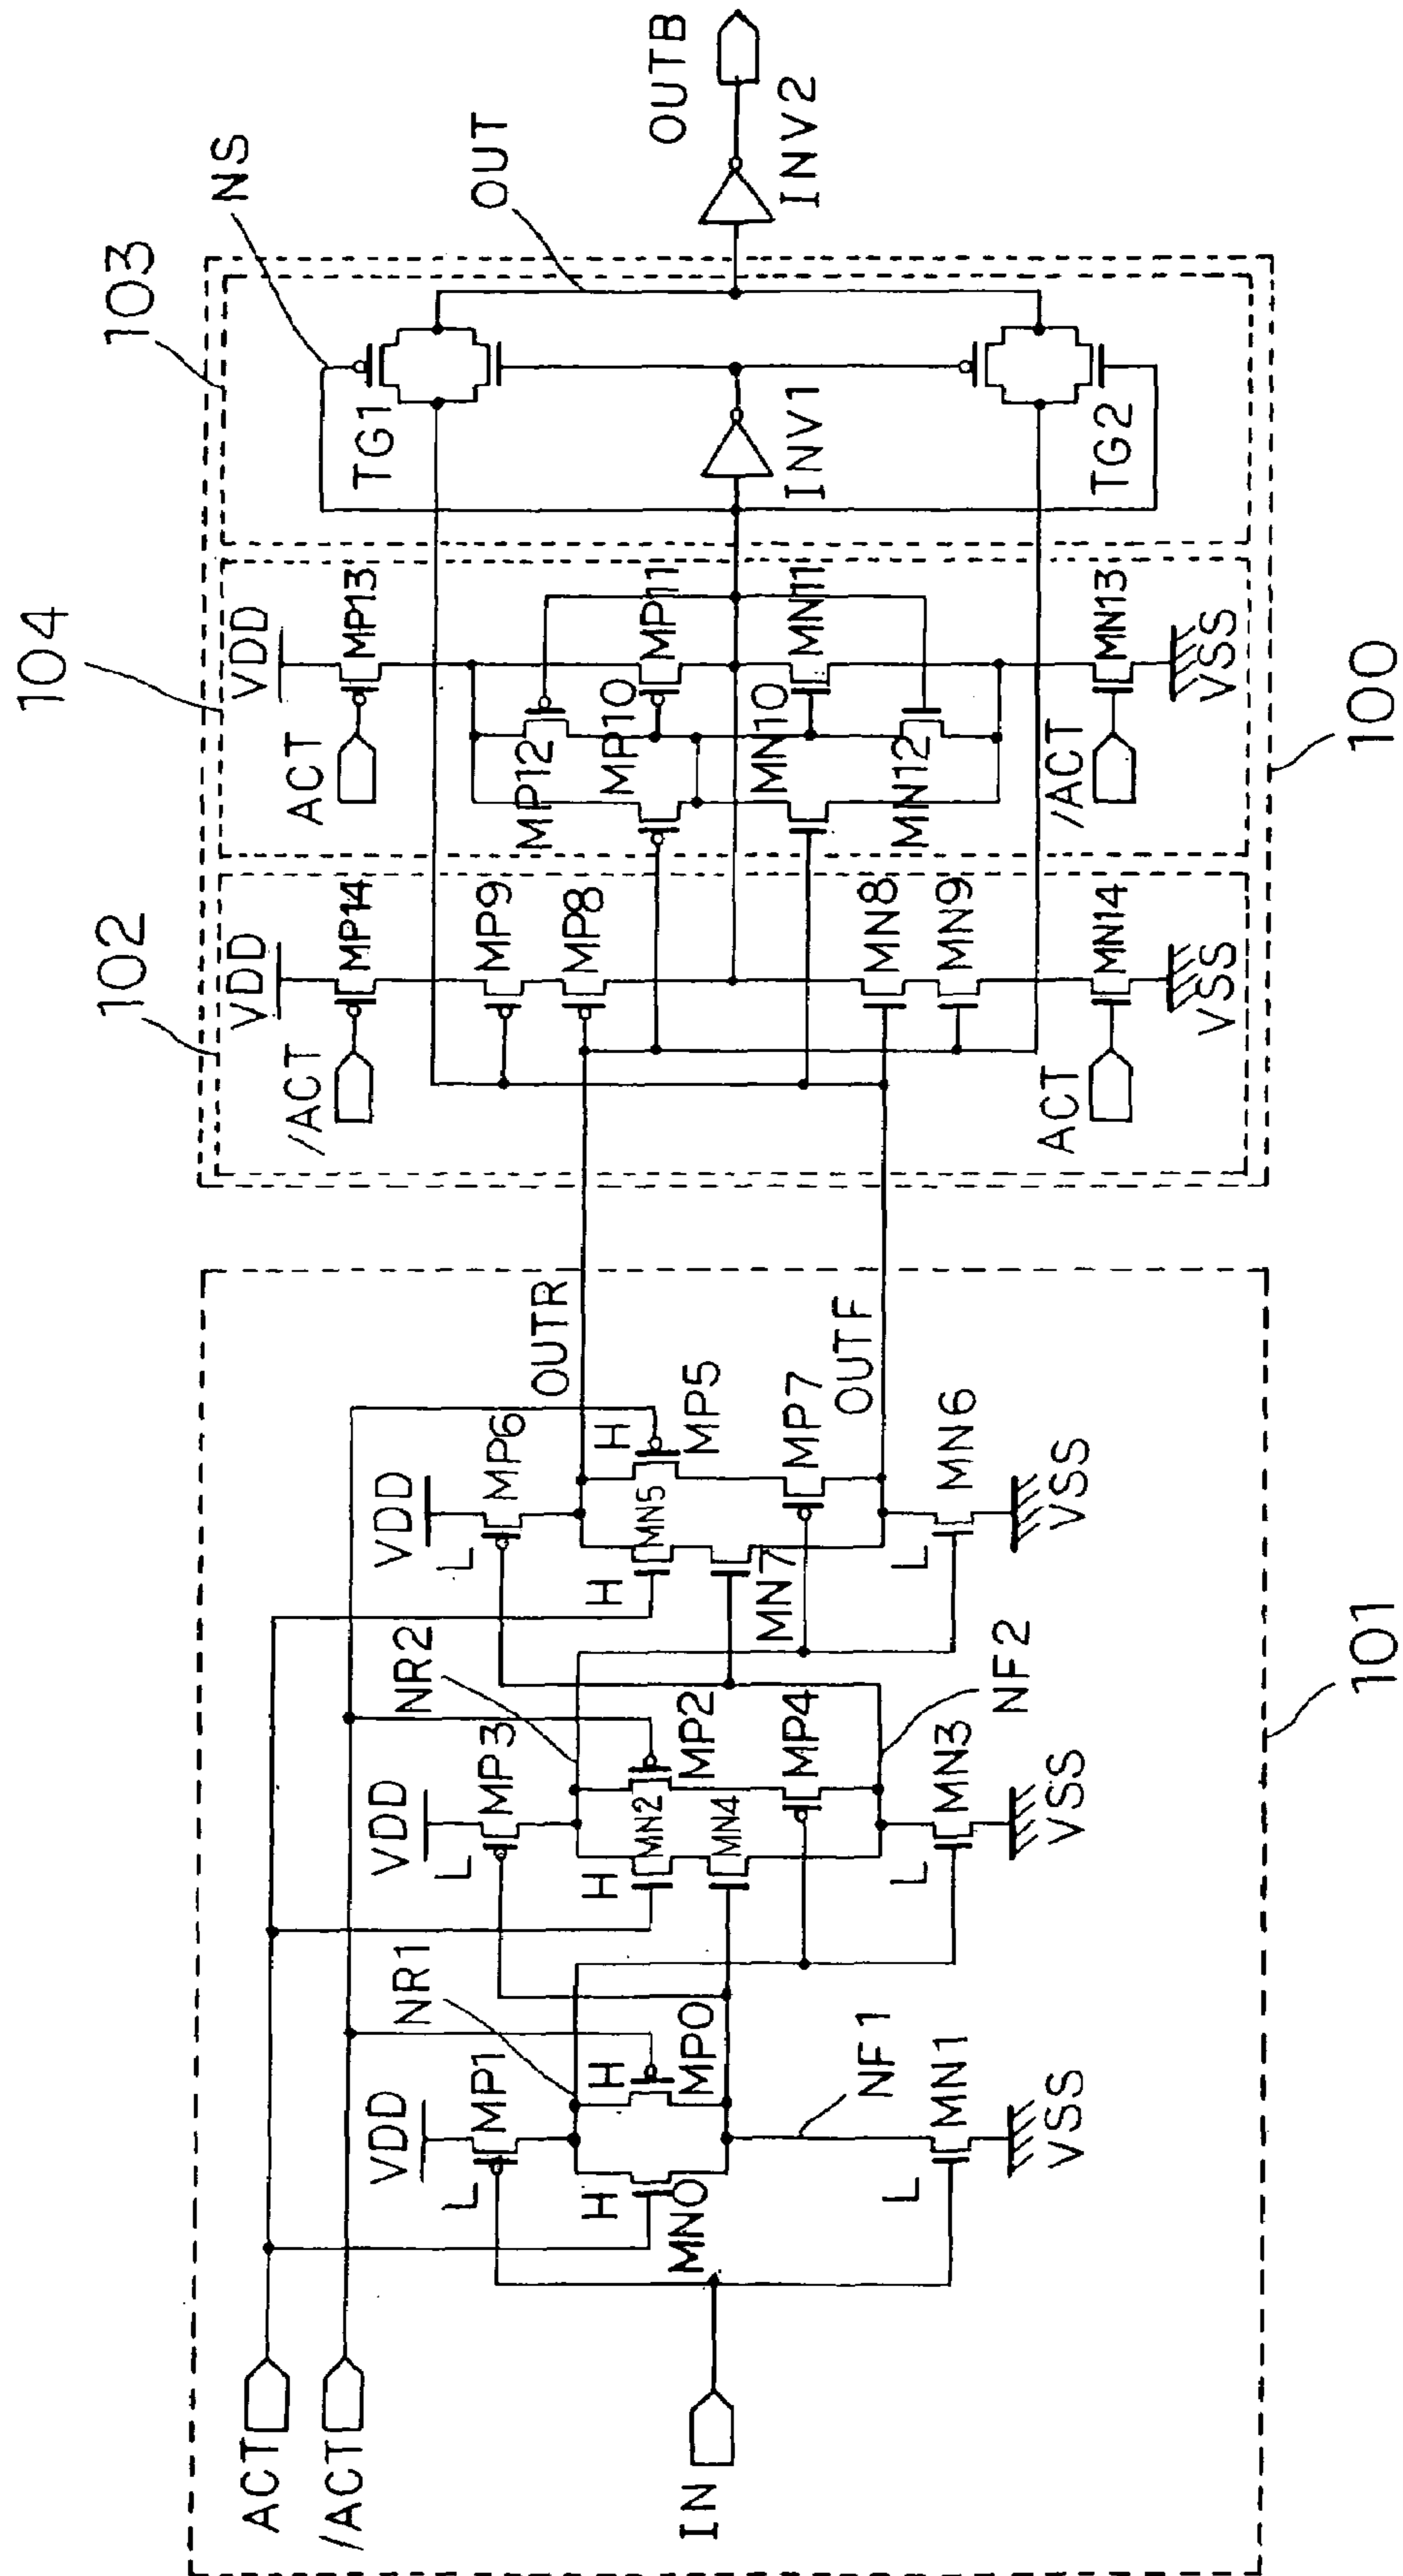 ACT
/ACT
IN
101
VDD
L
MP1
NR1
H
MN0
H
MP0
NF1
L
MN1
VSS
VDD
L
MP3
NR2
H
MN2
MP2
MN4
MP4
NF2
L
MN3
VSS
VDD
L
MP6
OUTR
H
MN5
H
MP5
MN7
MP7
OUTF
L
MN6
VSS
100
102
VDD
/ACT
MP14
MP9
MP8
MN8
MN9
ACT
MN14
VSS
104
VDD
ACT
MP13
MP12
MP10
MP11
MN10
MN11
MN12
/ACT
MN13
VSS
103
NS
TG1
INV1
TG2
OUT
OUTB
INV2